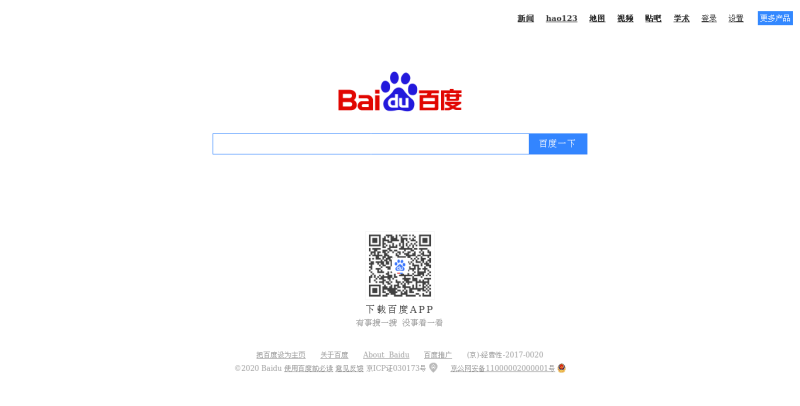 新闻 hao123 地图 视频 贴吧 学术 登录 设置 更多产品
Bai du 百度
百度一下
下载百度APP
有事搜一搜 没事看一看
把百度设为主页 关于百度 About Baidu 百度推广 (京)-经营性-2017-0020
©2020 Baidu 使用百度前必读 意见反馈 京ICP证030173号 京公网安备11000002000001号